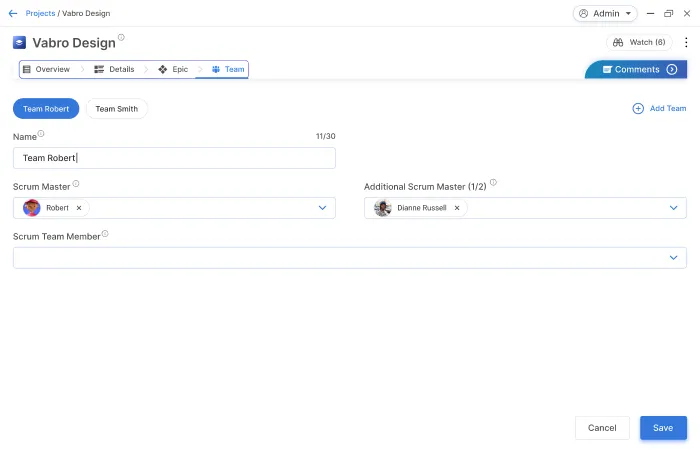 Projects / Vabro Design
Admin
Vabro Design
Watch (6)
Overview
Details
Epic
Team
Comments
Team Robert
Team Smith
Add Team
Name
11/30
Team Robert
Scrum Master
Additional Scrum Master (1/2)
Robert
Dianne Russell
Scrum Team Member
Cancel
Save